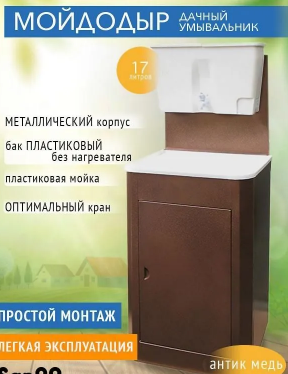 МОЙДОДЫР
ДАЧНЫЙ
УМЫВАЛЬНИК
17
литров
МЕТАЛЛИЧЕСКИЙ корпус
бак ПЛАСТИКОВЫЙ
без нагревателя
пластиковая мойка
ОПТИМАЛЬНЫЙ кран
ПРОСТОЙ МОНТАЖ
ЛЕГКАЯ ЭКСПЛУАТАЦИЯ
антик медь